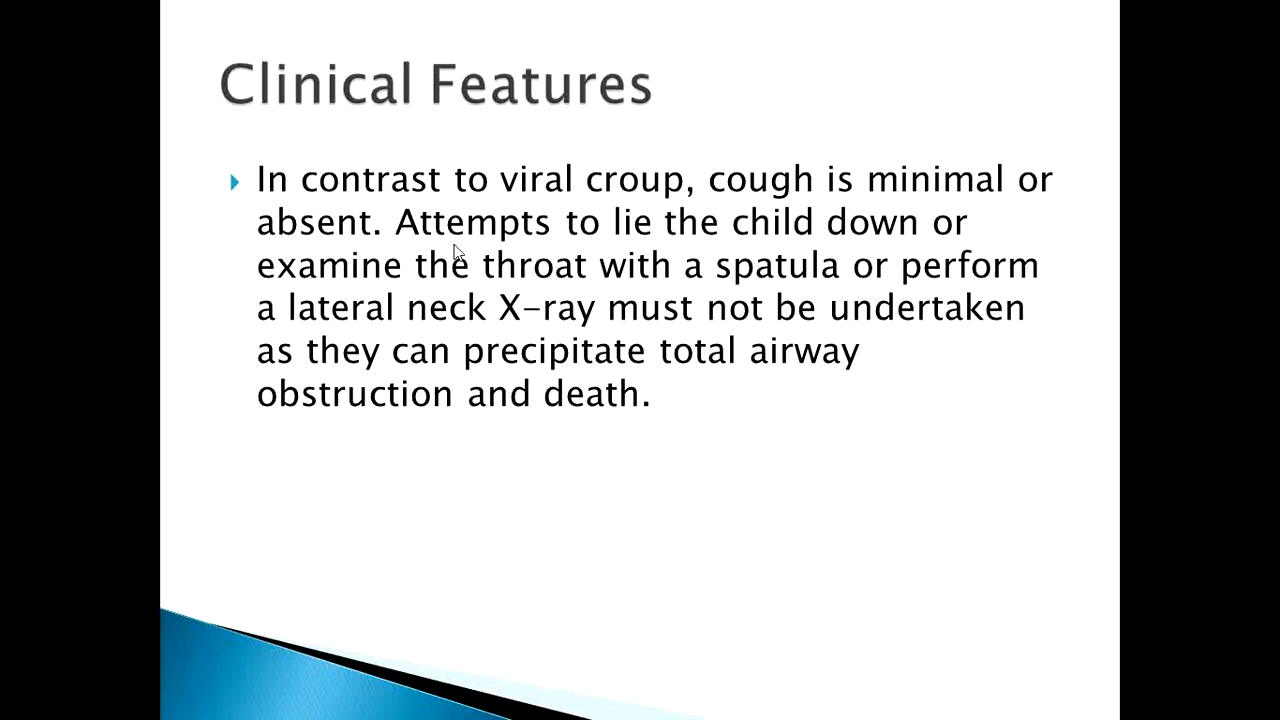 Clinical Features
In contrast to viral croup, cough is minimal or
absent. Attempts to lie the child down or
examine the throat with a spatula or perform
a lateral neck X-ray must not be undertaken
as they can precipitate total airway
obstruction and death.